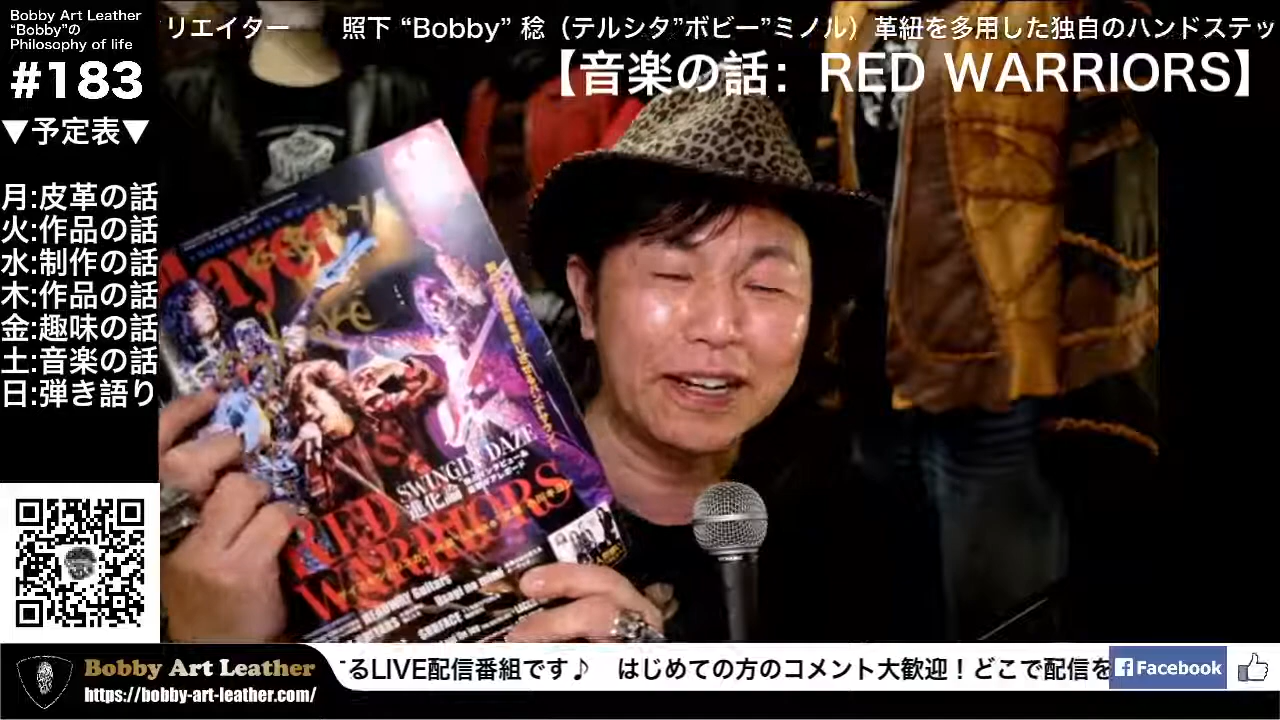 Bobby Art Leather
“Bobby”の
Philosophy of life
#183
▼予定表▼
月:皮革の話
火:作品の話
水:制作の話
木:作品の話
金:趣味の話
土:音楽の話
日:弾き語り
リエイター　　照下 “Bobby” 稔（テルシタ”ボビー”ミノル）革紐を多用した独自のハンドステッ
【音楽の話：RED WARRIORS】
Player
SWINGIN' DAZE
進化論
RED
WARRIORS
SURFACE
Bobby Art Leather
https://bobby-art-leather.com/
るLIVE配信番組です♪　はじめての方のコメント大歓迎！どこで配信を
Facebook